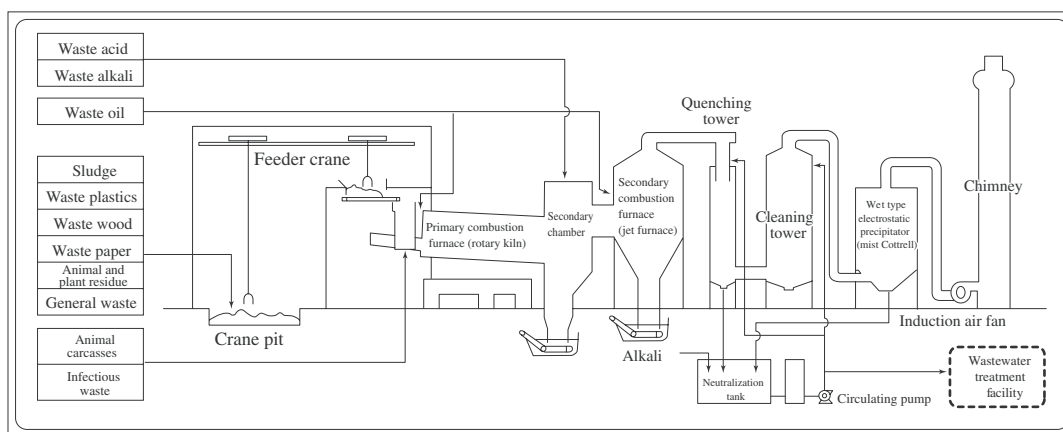 Waste acid
Waste alkali
Waste oil
Sludge
Waste plastics
Waste wood
Waste paper
Animal and
plant residue
General waste
Animal
carcasses
Infectious
waste
Feeder crane
Crane pit
Primary combustion
furnace (rotary kiln)
Secondary
chamber
Secondary
combustion
furnace
(jet furnace)
Quenching
tower
Cleaning
tower
Wet type
electrostatic
precipitator
(mist Cottrell)
Chimney
Induction air fan
Alkali
Neutralization
tank
Circulating pump
Wastewater
treatment
facility